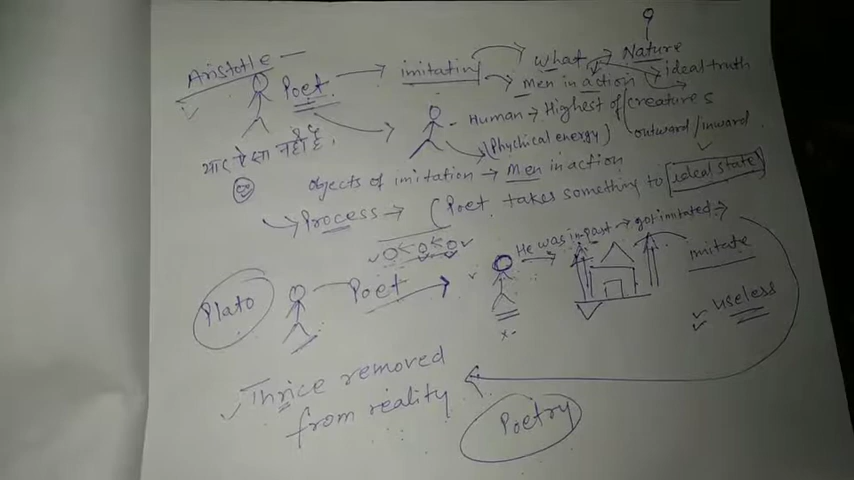 Aristotle —
Poet → imitating → what → Nature
Men in action ideal truth
Human → Highest of creatures
(Phychical energy) outward/inward
भाट ऐसा नहीं है.
Objects of imitation → Men in action
Process → (Poet takes something to ideal state
He was in past → got imitated →
imitate
Plato Poet
useless
x-
Thrice removed
from reality
Poetry